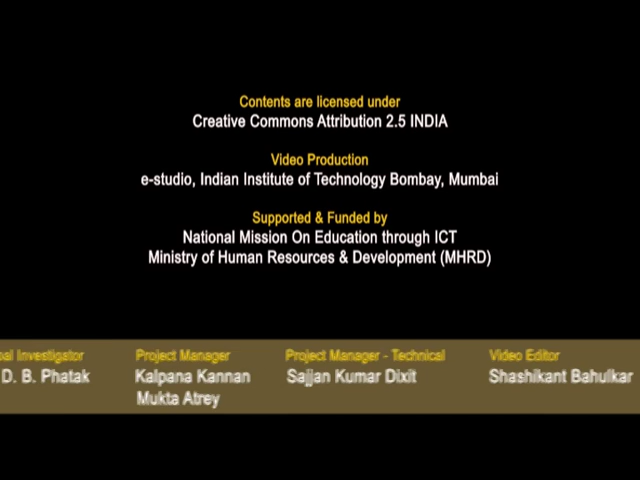 Contents are licensed under
Creative Commons Attribution 2.5 INDIA
Video Production
e-studio, Indian Institute of Technology Bombay, Mumbai
Supported & Funded by
National Mission On Education through ICT
Ministry of Human Resources & Development (MHRD)
Investigator Project Manager Project Manager - Technical Video Editor
D. B. Phatak Kalpana Kannan Sajjan Kumar Dixit Shashikant Bahulkar
Mukta Atrey